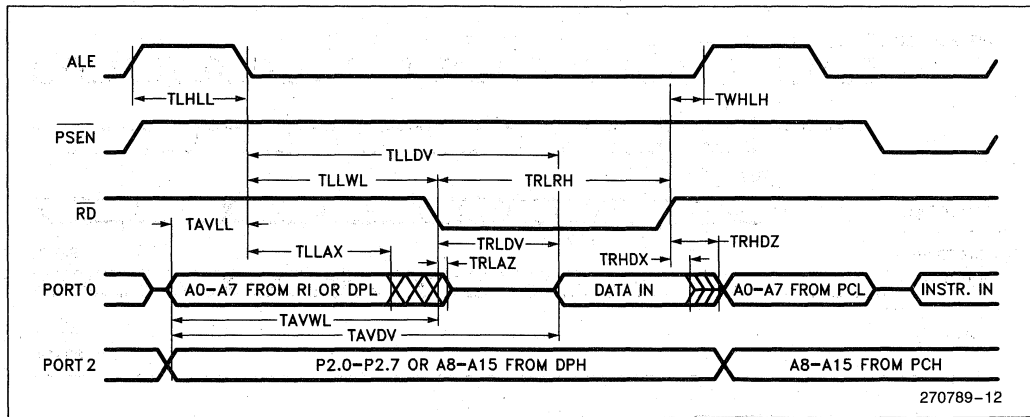 ALE
TLHLL
TWHLH
PSEN
TLLDV
TLLWL
TRLRH
RD
TAVLL
TRLDV
TRHDZ
TLLAX
TRLAZ
TRHDX
PORT 0
A0–A7 FROM RI OR DPL
DATA IN
A0–A7 FROM PCL
INSTR. IN
TAVWL
TAVDV
PORT 2
P2.0–P2.7 OR A8–A15 FROM DPH
A8–A15 FROM PCH
270789–12